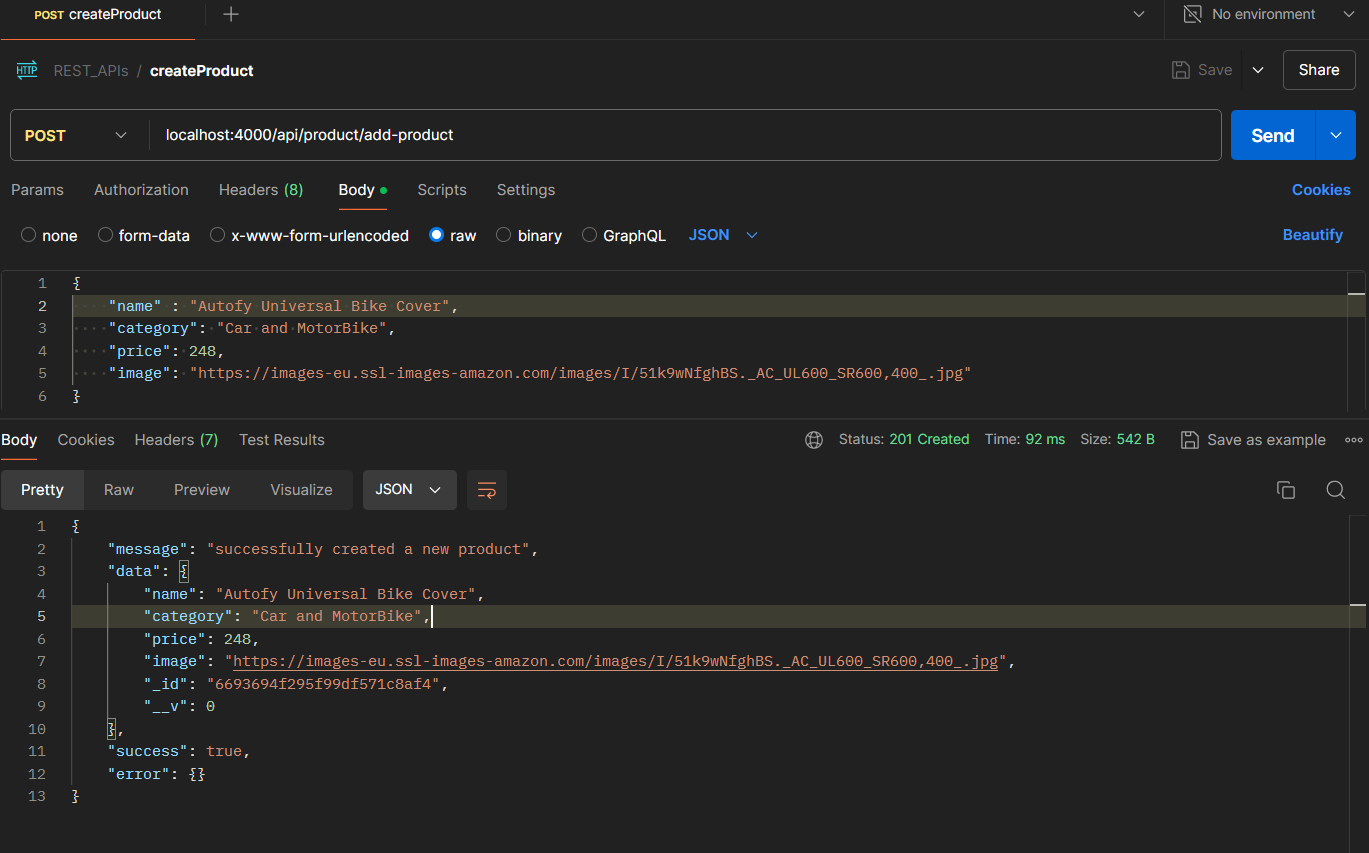 POST createProduct
No environment
HTTP REST_APIs / createProduct
Save
Share
POST
localhost:4000/api/product/add-product
Send
Params Authorization Headers (8) Body Scripts Settings
Cookies
none form-data x-www-form-urlencoded raw binary GraphQL JSON
Beautify
1 {
2 "name" : "Autofy Universal Bike Cover",
3 "category": "Car and MotorBike",
4 "price": 248,
5 "image": "https://images-eu.ssl-images-amazon.com/images/I/51k9wNfghBS._AC_UL600_SR600,400_.jpg"
6 }
Body Cookies Headers (7) Test Results
Status: 201 Created Time: 92 ms Size: 542 B
Save as example
Pretty Raw Preview Visualize JSON
1 {
2 "message": "successfully created a new product",
3 "data": {
4 "name": "Autofy Universal Bike Cover",
5 "category": "Car and MotorBike",
6 "price": 248,
7 "image": "https://images-eu.ssl-images-amazon.com/images/I/51k9wNfghBS._AC_UL600_SR600,400_.jpg",
8 "_id": "6693694f295f99df571c8af4",
9 "__v": 0
10 },
11 "success": true,
12 "error": {}
13 }